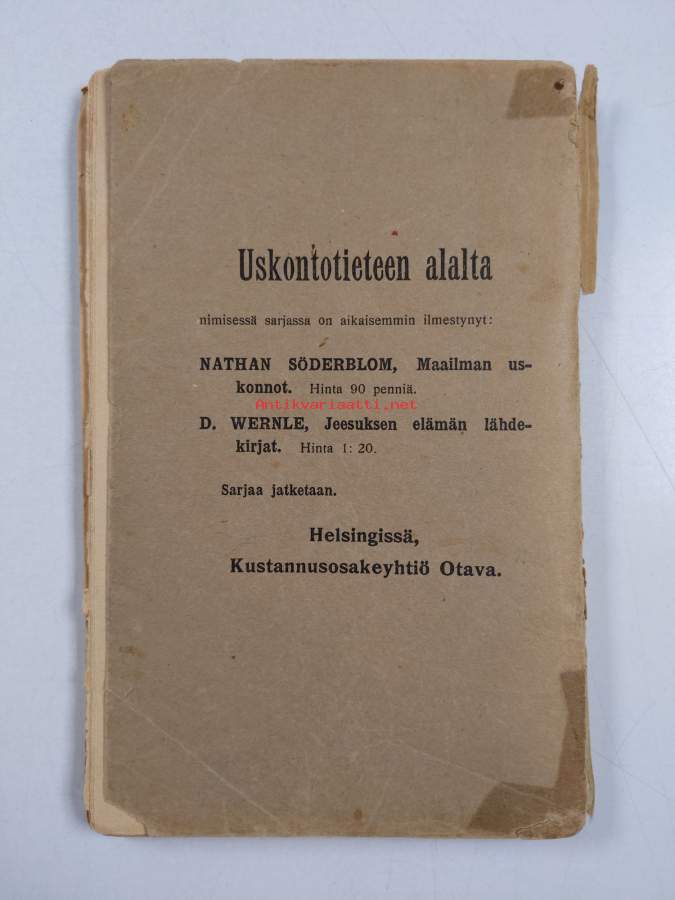 Uskontotieteen alalta
nimisessä sarjassa on aikaisemmin ilmestynyt:
NATHAN SÖDERBLOM, Maailman us-
konnot. Hinta 90 penniä.
Antikvariaatti.net
D. WERNLE, Jeesuksen elämän lähde-
kirjat. Hinta 1: 20.
Sarjaa jatketaan.
Helsingissä,
Kustannusosakeyhtiö Otava.